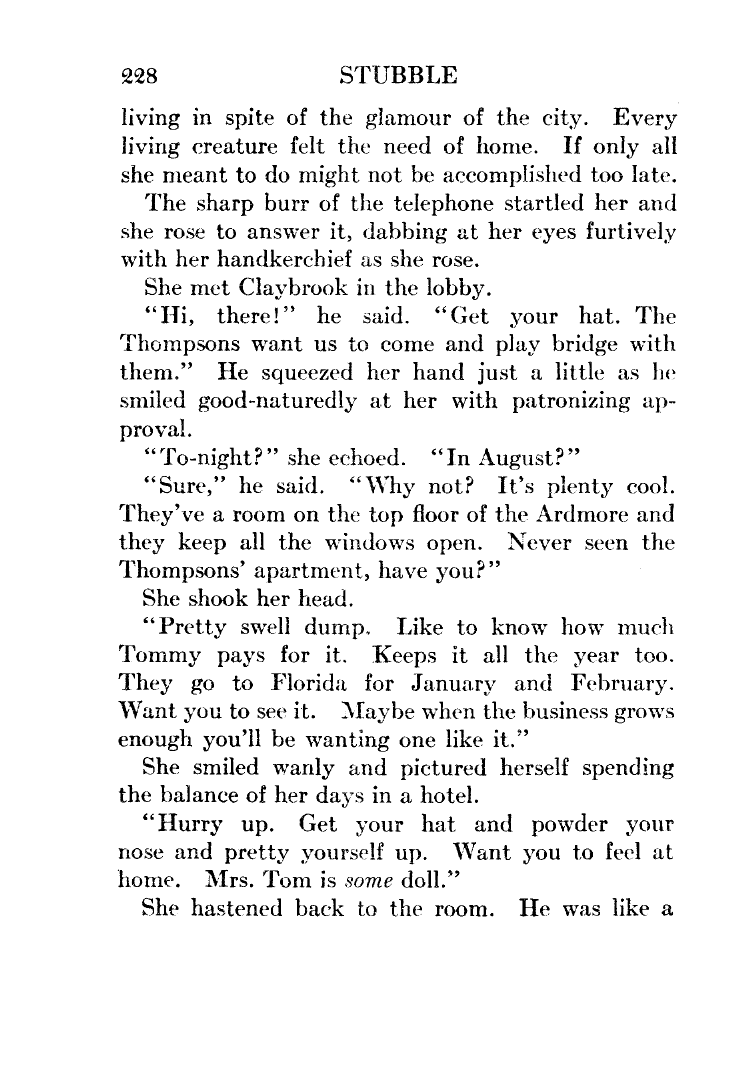 228 STUBBLE
living in spite of the glamour of the city. Every
living creature felt the need of home. If only all
she meant to do might not be accomplished too late.
The sharp burr of the telephone startled her and
she rose to answer it, dabbing at her eyes furtively
with her handkerchief as she rose.
She met Claybrook in the lobby.
“Hi, there!” he said. “Get your hat. The
Thompsons want us to come and play bridge with
them.” He squeezed her hand just a little as he
smiled good-naturedly at her with patronizing ap-
proval.
“To-night?” she echoed. “In August?”
“Sure,” he said. “Why not? It’s plenty cool.
They’ve a room on the top floor of the Ardmore and
they keep all the windows open. Never seen the
Thompsons’ apartment, have you?”
She shook her head.
“Pretty swell dump. Like to know how much
Tommy pays for it. Keeps it all the year too.
They go to Florida for January and February.
Want you to see it. Maybe when the business grows
enough you’ll be wanting one like it.”
She smiled wanly and pictured herself spending
the balance of her days in a hotel.
“Hurry up. Get your hat and powder your
nose and pretty yourself up. Want you to feel at
home. Mrs. Tom is some doll.”
She hastened back to the room. He was like a